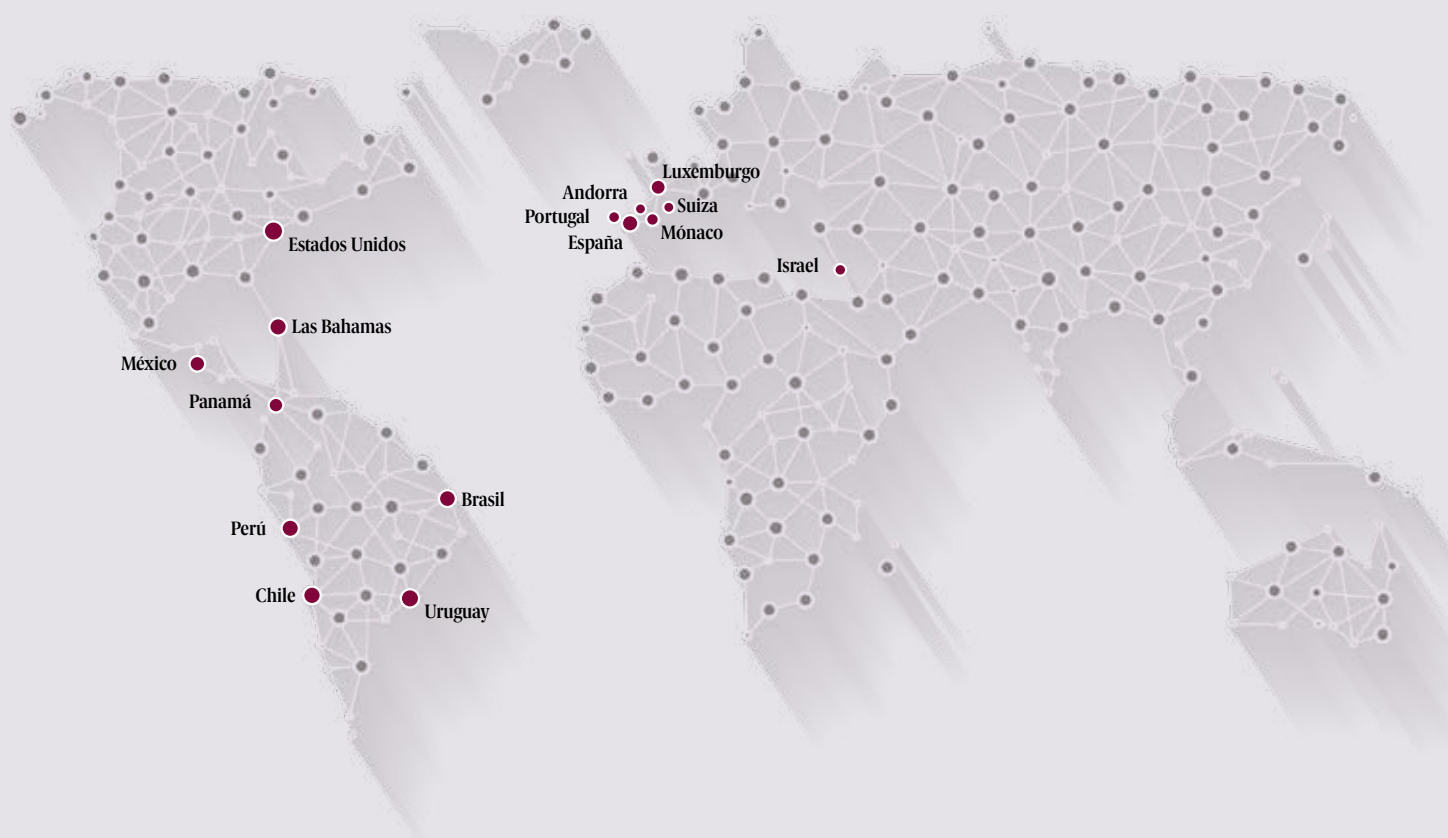 Luxemburgo
Andorra
Suiza
Portugal
Mónaco
España
Estados Unidos
Israel
Las Bahamas
México
Panamá
Brasil
Perú
Chile
Uruguay